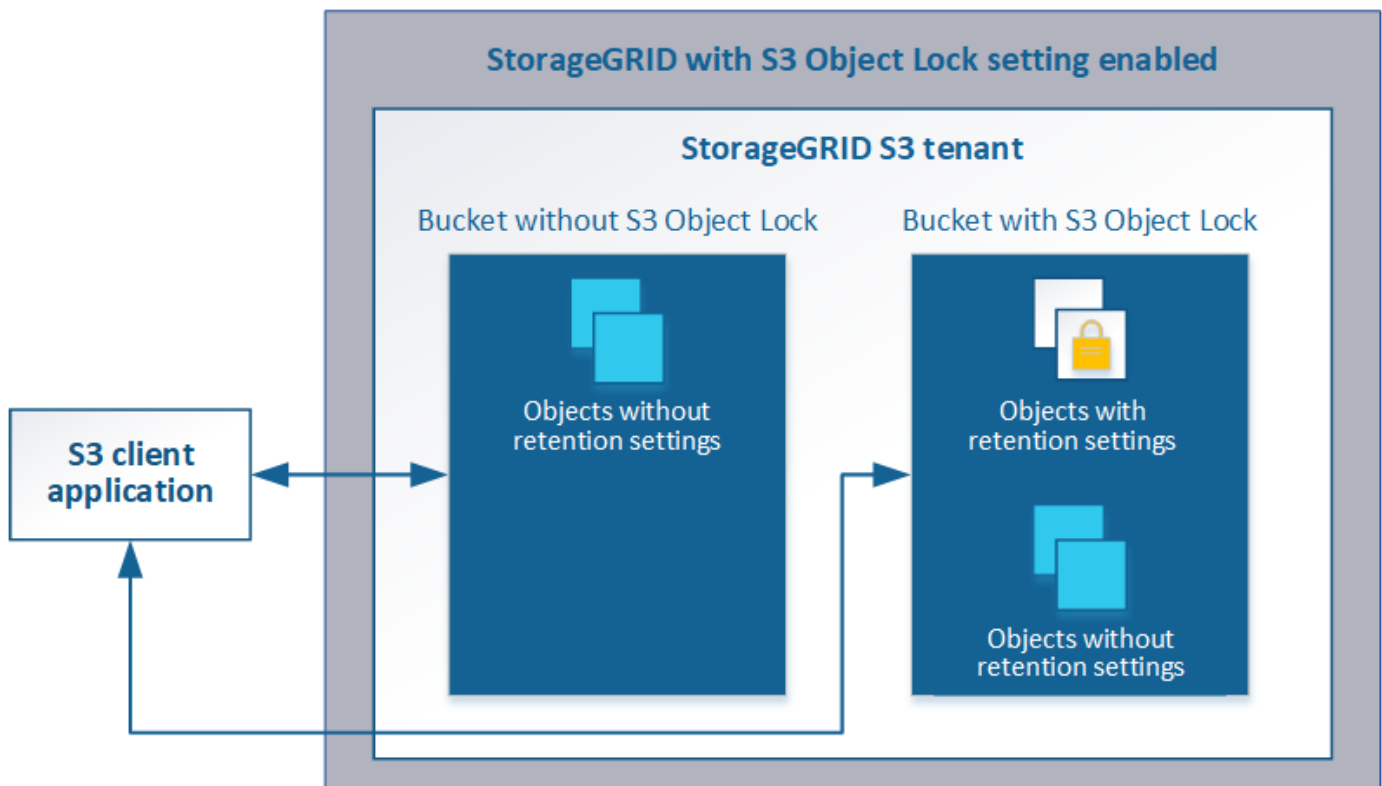 StorageGRID with S3 Object Lock setting enabled
StorageGRID S3 tenant
Bucket without S3 Object Lock
Objects without
retention settings
Bucket with S3 Object Lock
Objects with
retention settings
Objects without
retention settings
S3 client
application